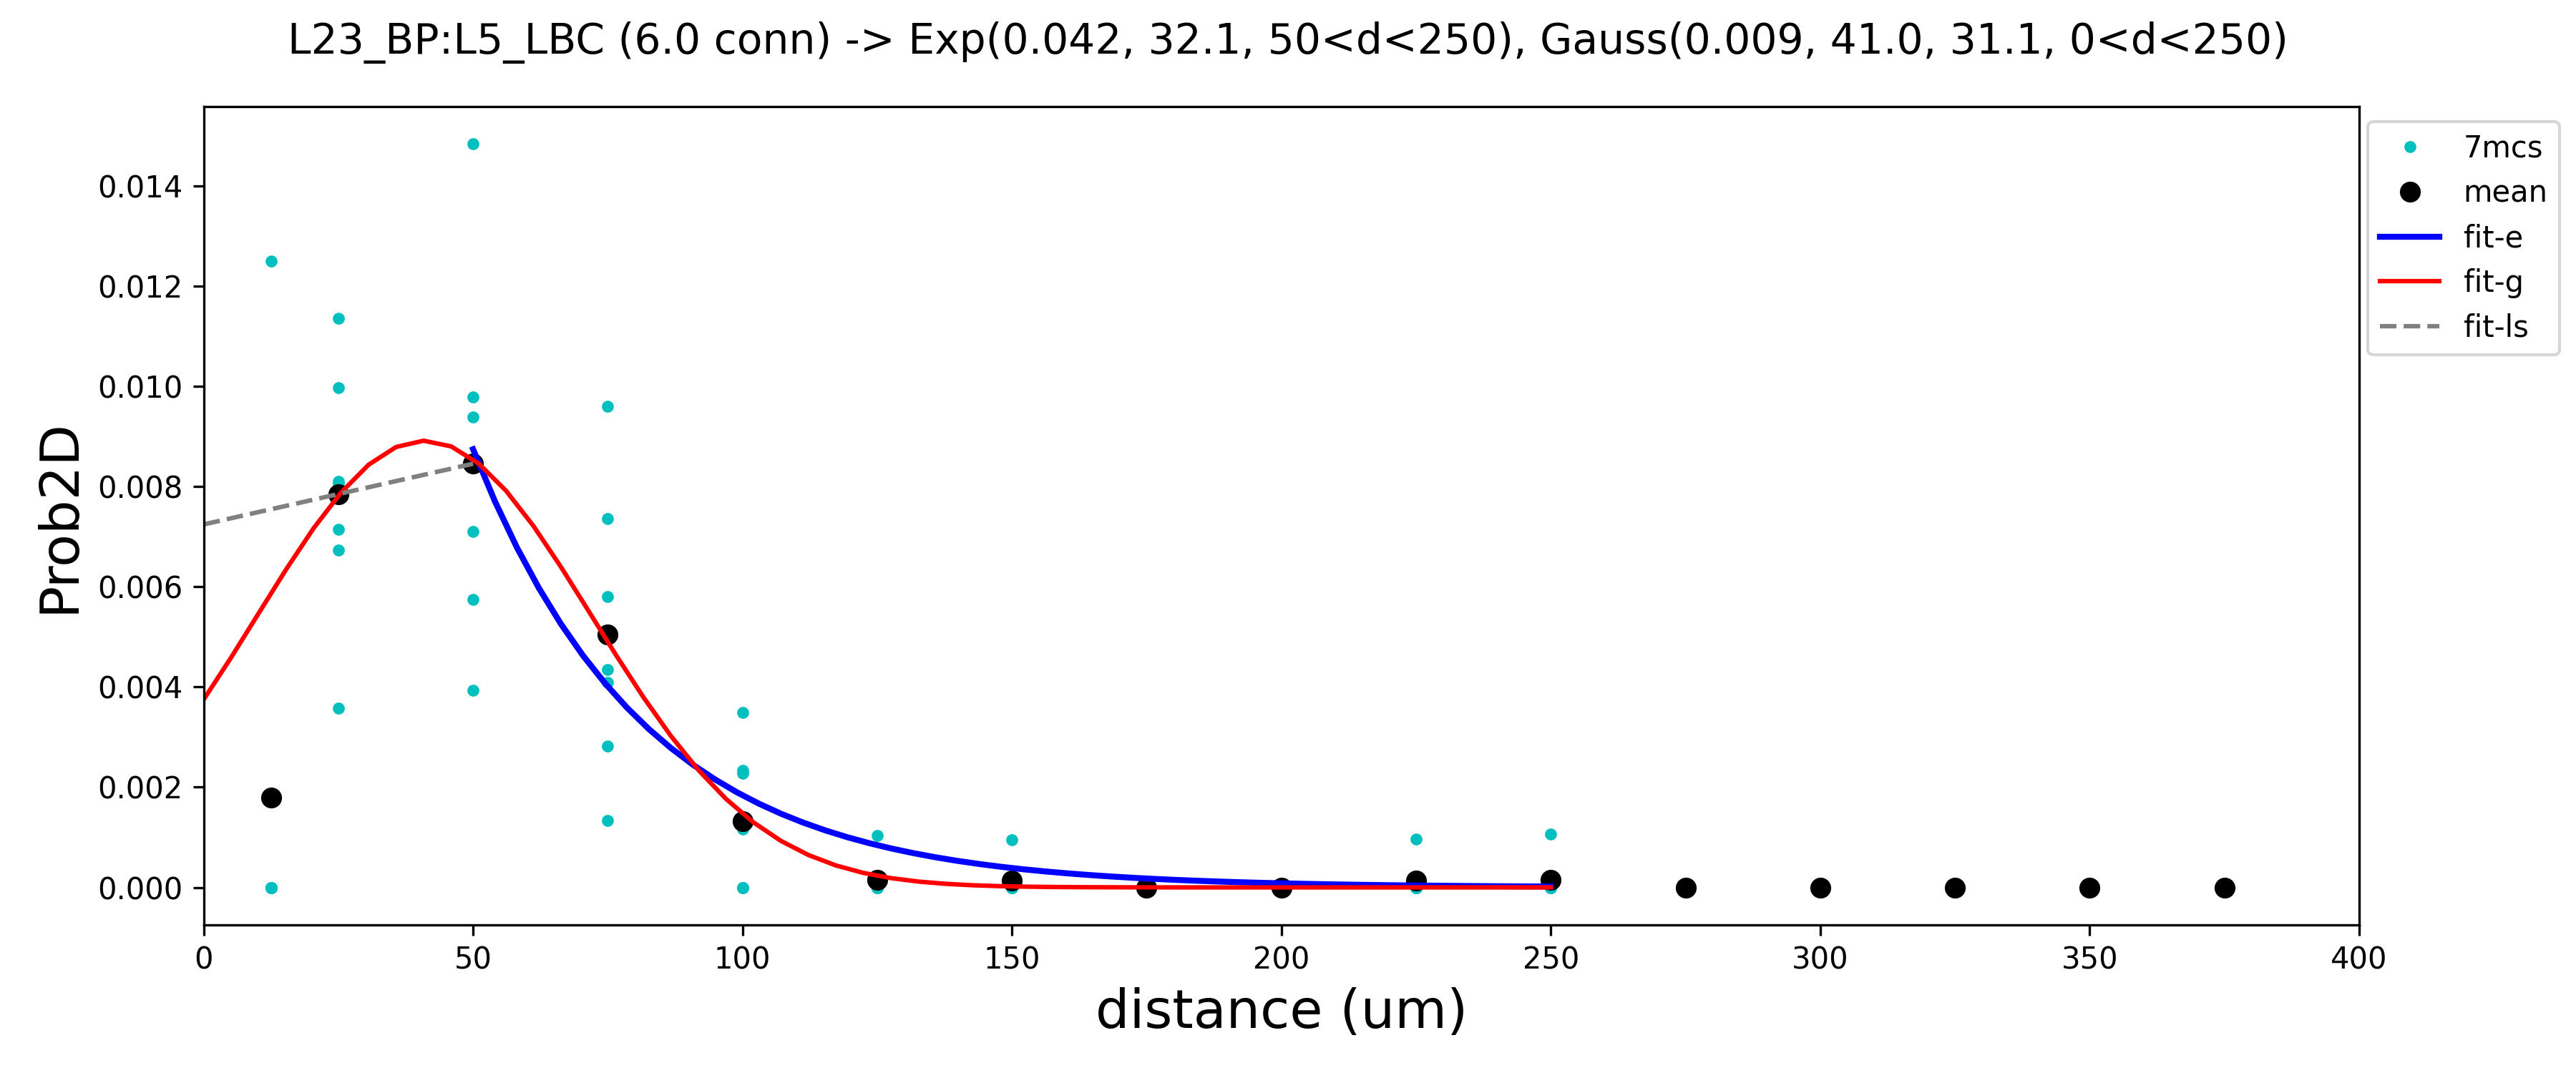 L23_BP:L5_LBC (6.0 conn) -> Exp(0.042, 32.1, 50<d<250), Gauss(0.009, 41.0, 31.1, 0<d<250)
0.014
0.012
0.010
0.008
0.006
0.004
0.002
0.000
Prob2D
0 50 100 150 200 250 300 350 400
distance (um)
7mcs
mean
fit-e
fit-g
fit-ls